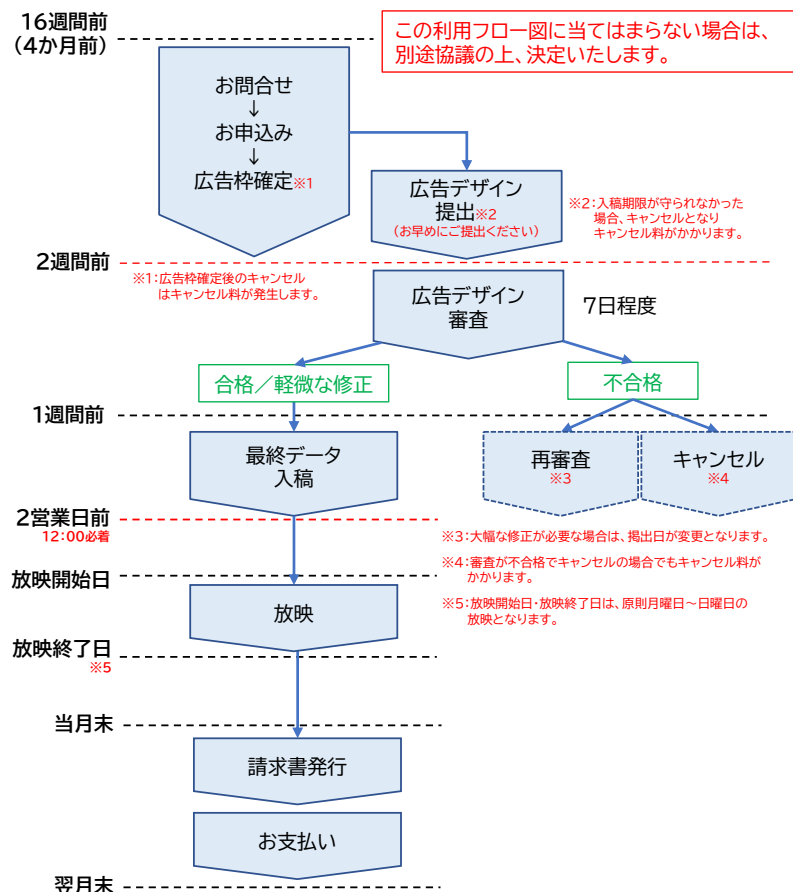 16週間前
（4か月前）
この利用フロー図に当てはまらない場合は、
別途協議の上、決定いたします。
お問合せ
↓
お申込み
↓
広告枠確定※1
広告デザイン
提出※2
（お早めにご提出ください）
※2：入稿期限が守られなかった
場合、キャンセルとなり
キャンセル料がかかります。
2週間前
※1：広告枠確定後のキャンセル
はキャンセル料が発生します。
広告デザイン
審査
7日程度
合格／軽微な修正
不合格
1週間前
最終データ
入稿
再審査
※3
キャンセル
※4
2営業日前
12：00必着
※3：大幅な修正が必要な場合は、掲出日が変更となります。
※4：審査が不合格でキャンセルの場合でもキャンセル料が
かかります。
※5：放映開始日・放映終了日は、原則月曜日～日曜日の
放映となります。
放映開始日
放映
放映終了日
※5
当月末
請求書発行
お支払い
翌月末